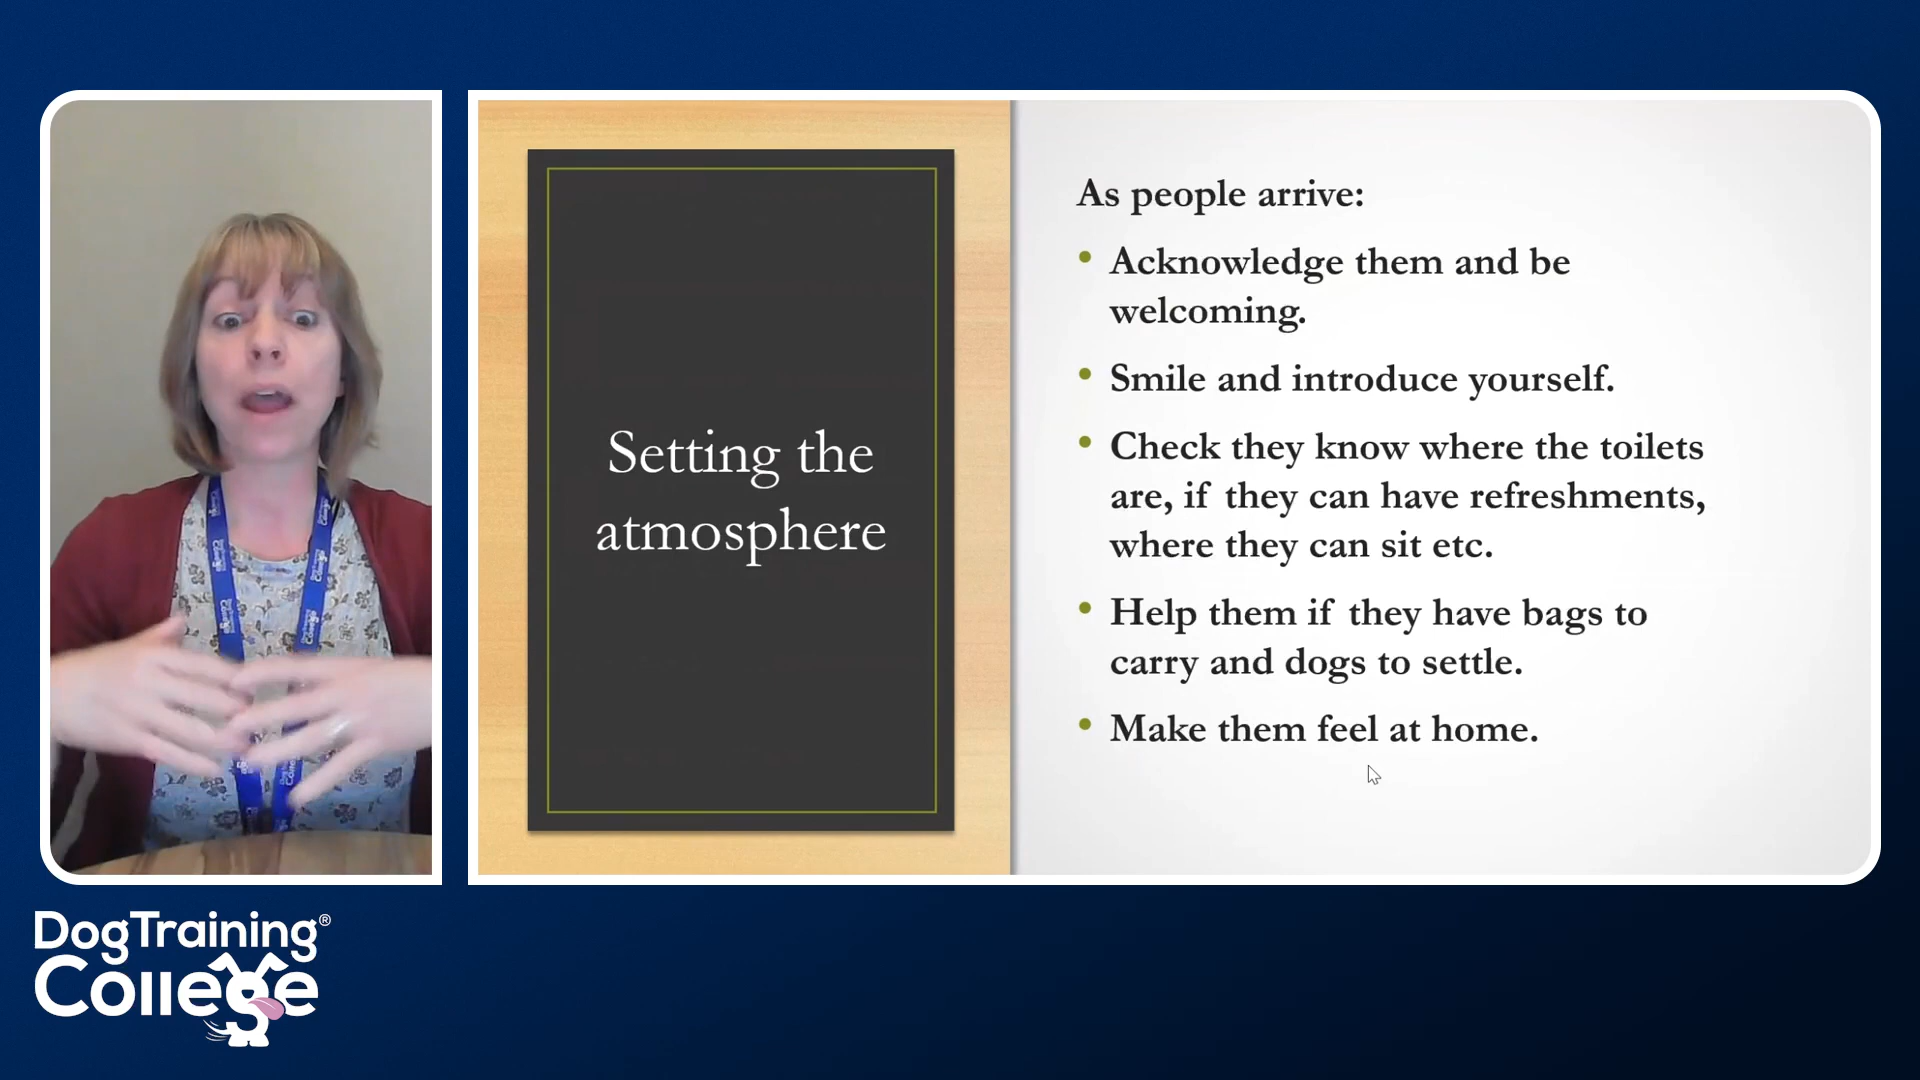 Setting the
atmosphere
As people arrive:
• Acknowledge them and be
welcoming.
• Smile and introduce yourself.
• Check they know where the toilets
are, if they can have refreshments,
where they can sit etc.
• Help them if they have bags to
carry and dogs to settle.
• Make them feel at home.
DogTraining®
College